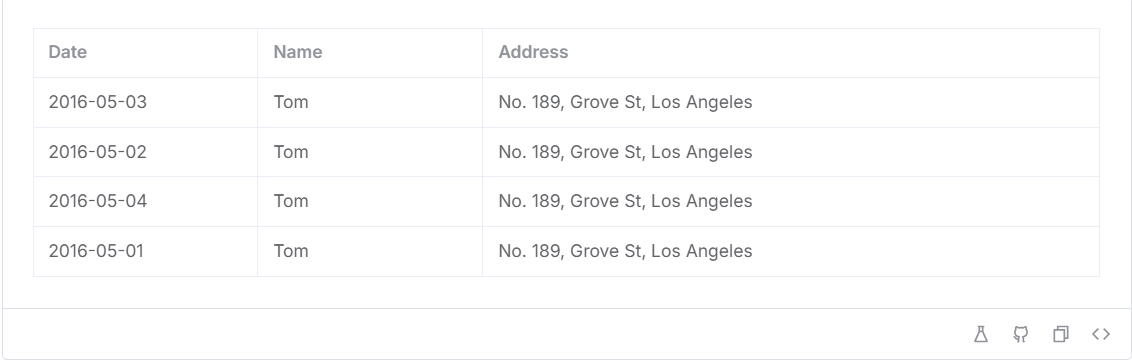 Date Name Address
2016-05-03 Tom No. 189, Grove St, Los Angeles
2016-05-02 Tom No. 189, Grove St, Los Angeles
2016-05-04 Tom No. 189, Grove St, Los Angeles
2016-05-01 Tom No. 189, Grove St, Los Angeles